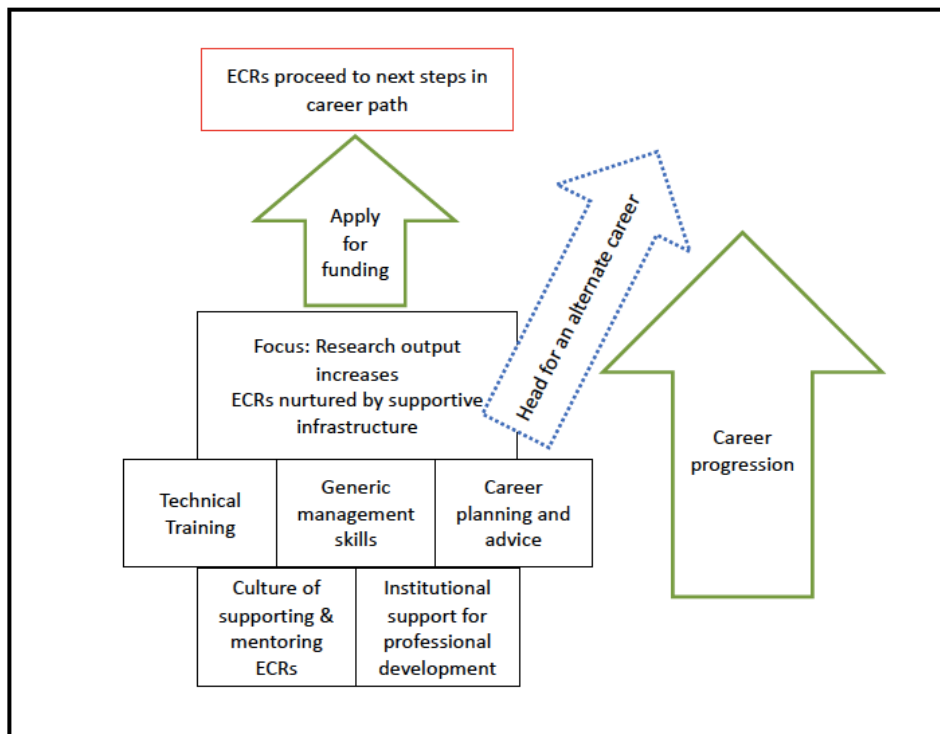 ECRs proceed to next steps in
career path
Apply
for
funding
Head for an alternate career
Focus: Research output
increases
ECRs nurtured by supportive
infrastructure
Career
progression
Technical
Training
Generic
management
skills
Career
planning and
advice
Culture of
supporting &
mentoring
ECRs
Institutional
support for
professional
development